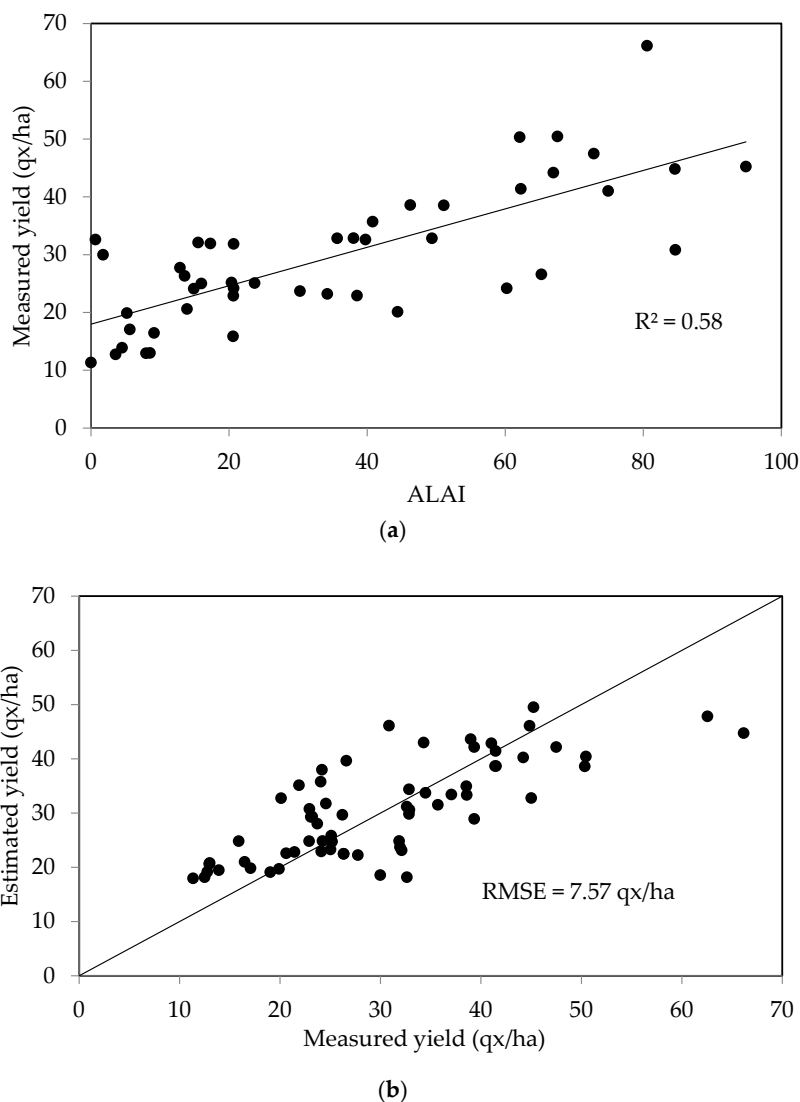 70
60
50
40
30
20
10
0
Measured yield (qx/ha)
R² = 0.58
0 20 40 60 80 100
ALAI
(a)
70
60
50
40
30
20
10
0
Estimated yield (qx/ha)
RMSE = 7.57 qx/ha
0 10 20 30 40 50 60 70
Measured yield (qx/ha)
(b)